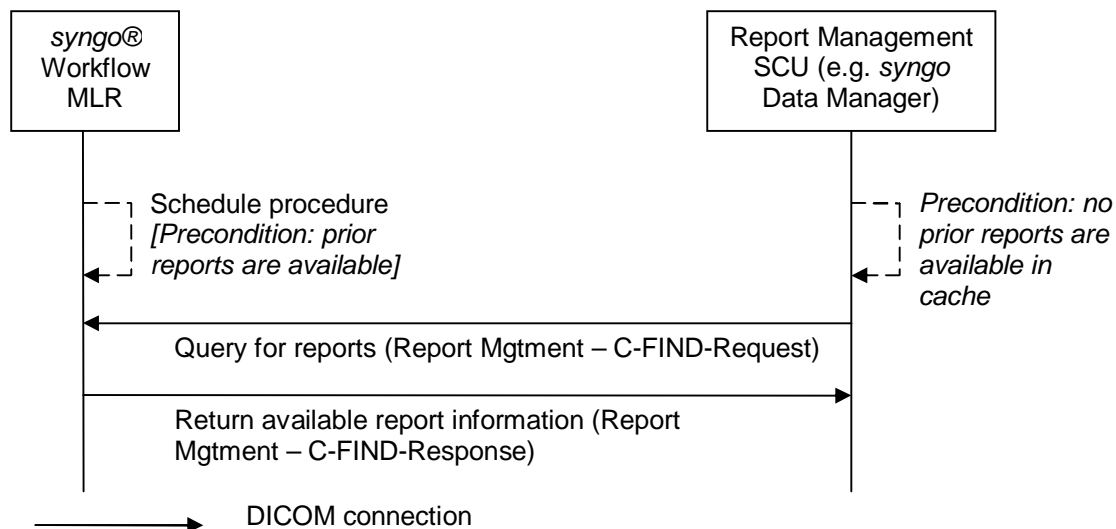 syngo®
Workflow
MLR
Report Management
SCU (e.g. syngo
Data Manager)
Schedule procedure
[Precondition: prior
reports are available]
Precondition: no
prior reports are
available in
cache
Query for reports (Report Mgtment – C-FIND-Request)
Return available report information (Report
Mgtment – C-FIND-Response)
DICOM connection